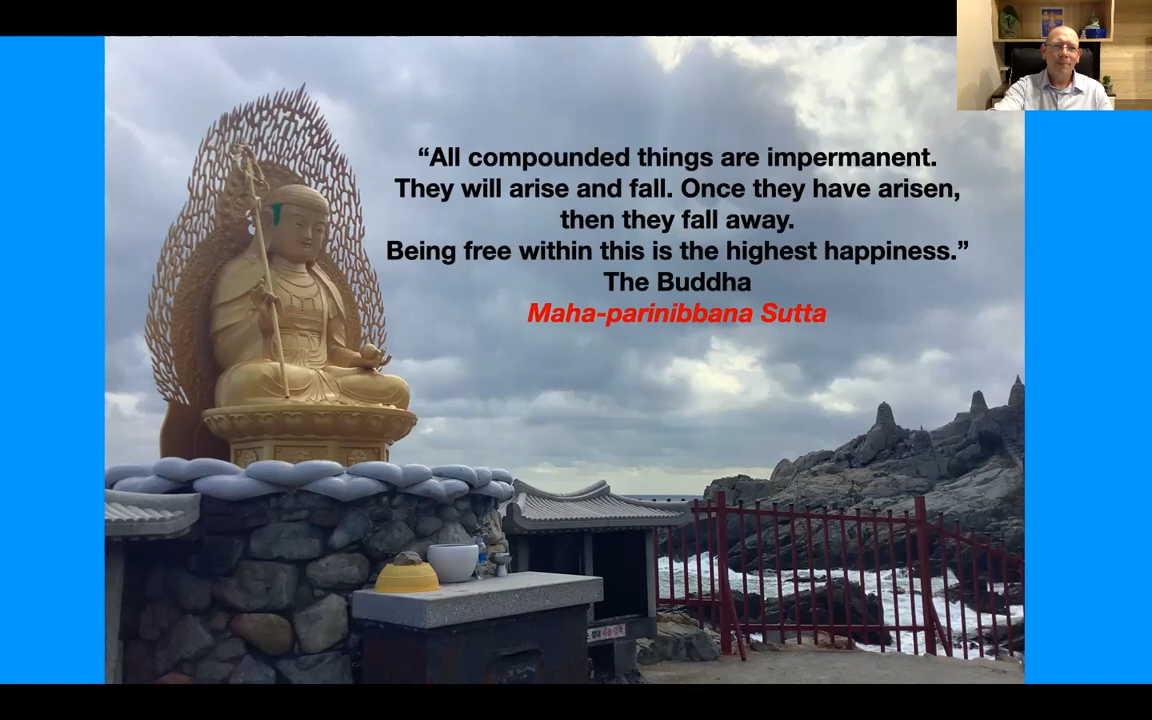 “All compounded things are impermanent.
They will arise and fall. Once they have arisen,
then they fall away.
Being free within this is the highest happiness.”
The Buddha
Maha-parinibbana Sutta